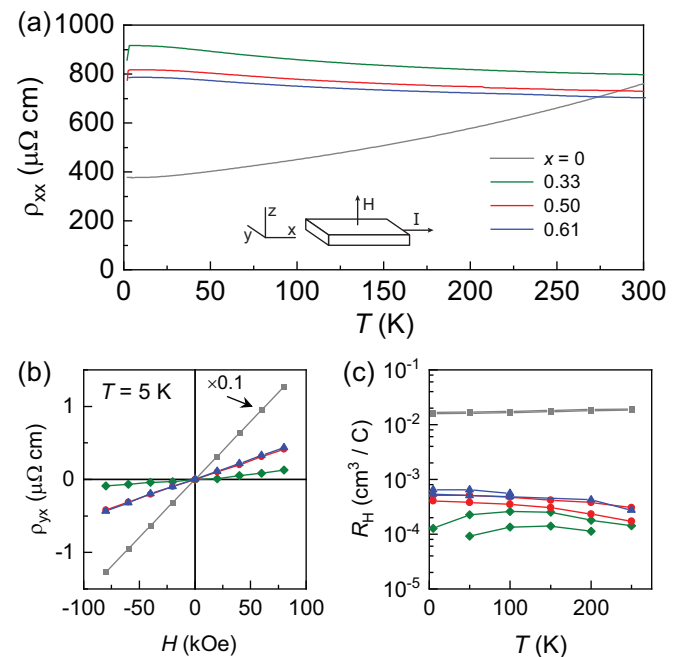 (a)
ρxx (μΩ cm)
1000
800
600
400
200
0
x = 0
0.33
0.50
0.61
z
y
x
H
I
0
50
100
150
200
250
300
T (K)
(b)
T = 5 K
×0.1
ρyx (μΩ cm)
1
0
-1
-100
-50
0
50
100
H (kOe)
(c)
RH (cm³ / C)
10⁻¹
10⁻²
10⁻³
10⁻⁴
10⁻⁵
0
100
200
T (K)